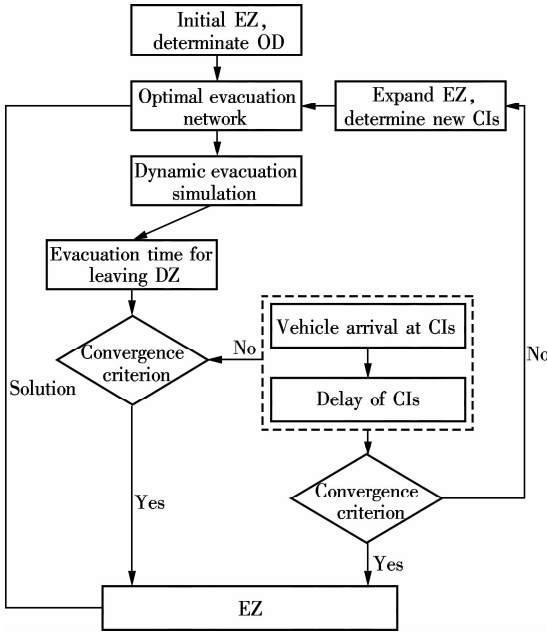 Initial EZ,
determinate OD
Optimal evacuation
network
Expand EZ,
determine new CIs
Dynamic evacuation
simulation
Evacuation time for
leaving DZ
Vehicle arrival at CIs
No
Convergence
criterion
No
Solution
Delay of CIs
Convergence
criterion
Yes
Yes
EZ